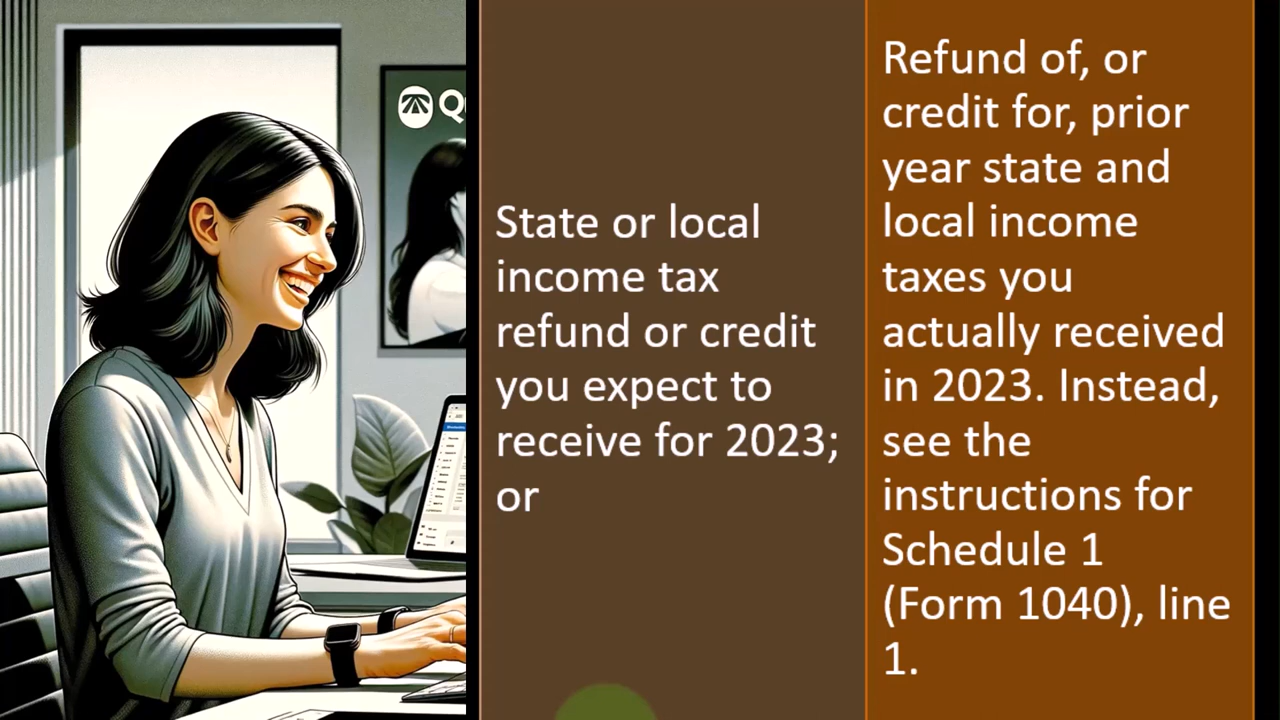 Q
State or local
income tax
refund or credit
you expect to
receive for 2023;
or
Refund of, or
credit for, prior
year state and
local income
taxes you
actually received
in 2023. Instead,
see the
instructions for
Schedule 1
(Form 1040), line
1.